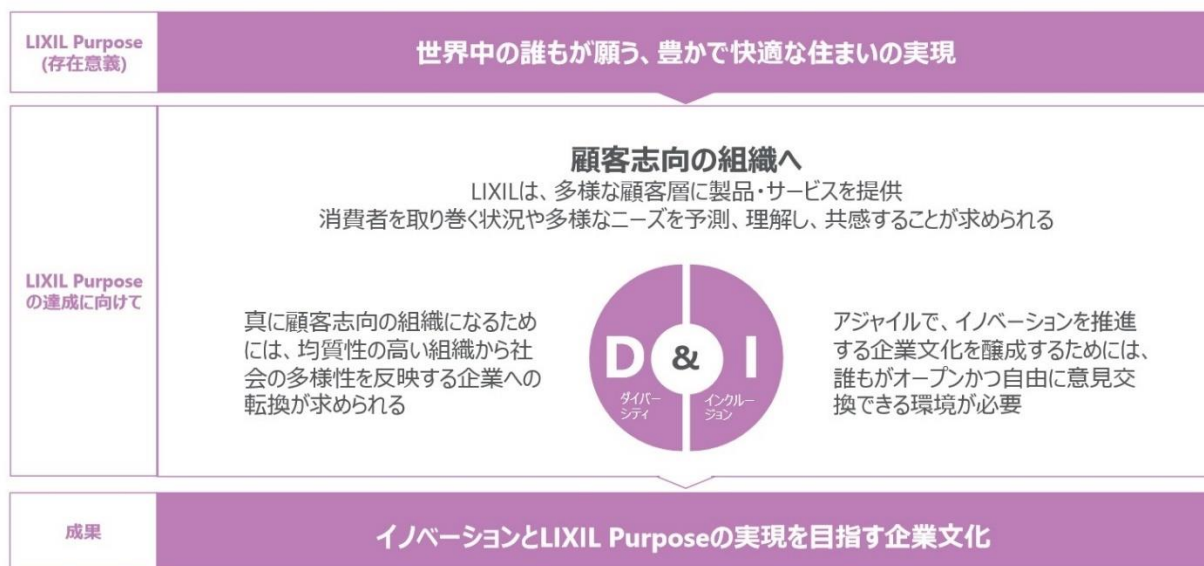 LIXIL Purpose
(存在意義)
世界中の誰もが願う、豊かで快適な住まいの実現
LIXIL Purpose
の達成に向けて
顧客志向の組織へ
LIXILは、多様な顧客層に製品・サービスを提供
消費者を取り巻く状況や多様なニーズを予測、理解し、共感することが求められる
真に顧客志向の組織になるため
には、均質性の高い組織から社
会の多様性を反映する企業への
転換が求められる
D & I
ダイバー
シティ
インクルー
ジョン
アジャイルで、イノベーションを推進
する企業文化を醸成するためには、
誰もがオープンかつ自由に意見交
換できる環境が必要
成果
イノベーションとLIXIL Purposeの実現を目指す企業文化